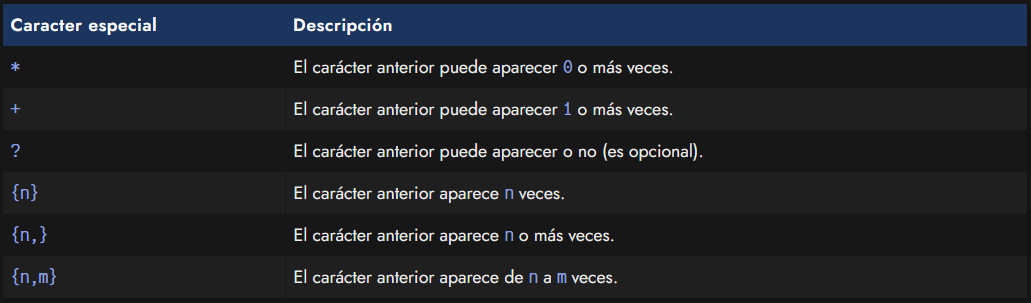 Caracter especial Descripción
* El carácter anterior puede aparecer 0 o más veces.
+ El carácter anterior puede aparecer 1 o más veces.
? El carácter anterior puede aparecer o no (es opcional).
{n} El carácter anterior aparece n veces.
{n,} El carácter anterior aparece n o más veces.
{n,m} El carácter anterior aparece de n a m veces.